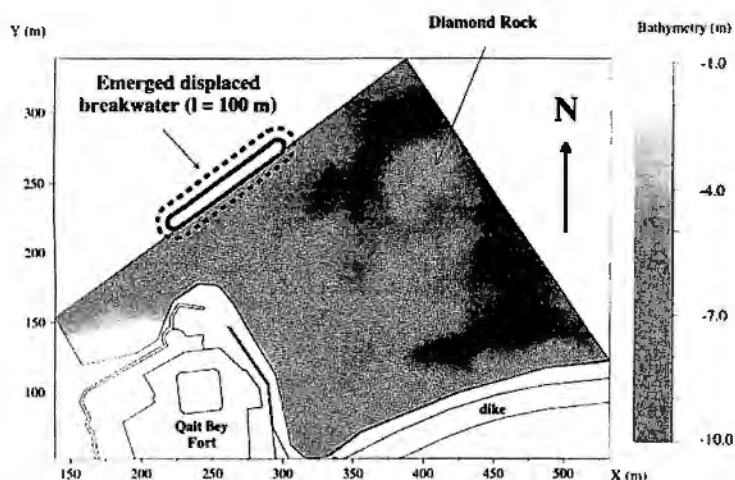 Y (m)
Diamond Rock
Bathymetry (m)
Emerged displaced
breakwater (l = 100 m)
N
-1.0
-4.0
-7.0
-10.0
300
250
200
150
100
Qait Bey
Fort
dike
150 200 250 300 350 400 450 500 X (m)